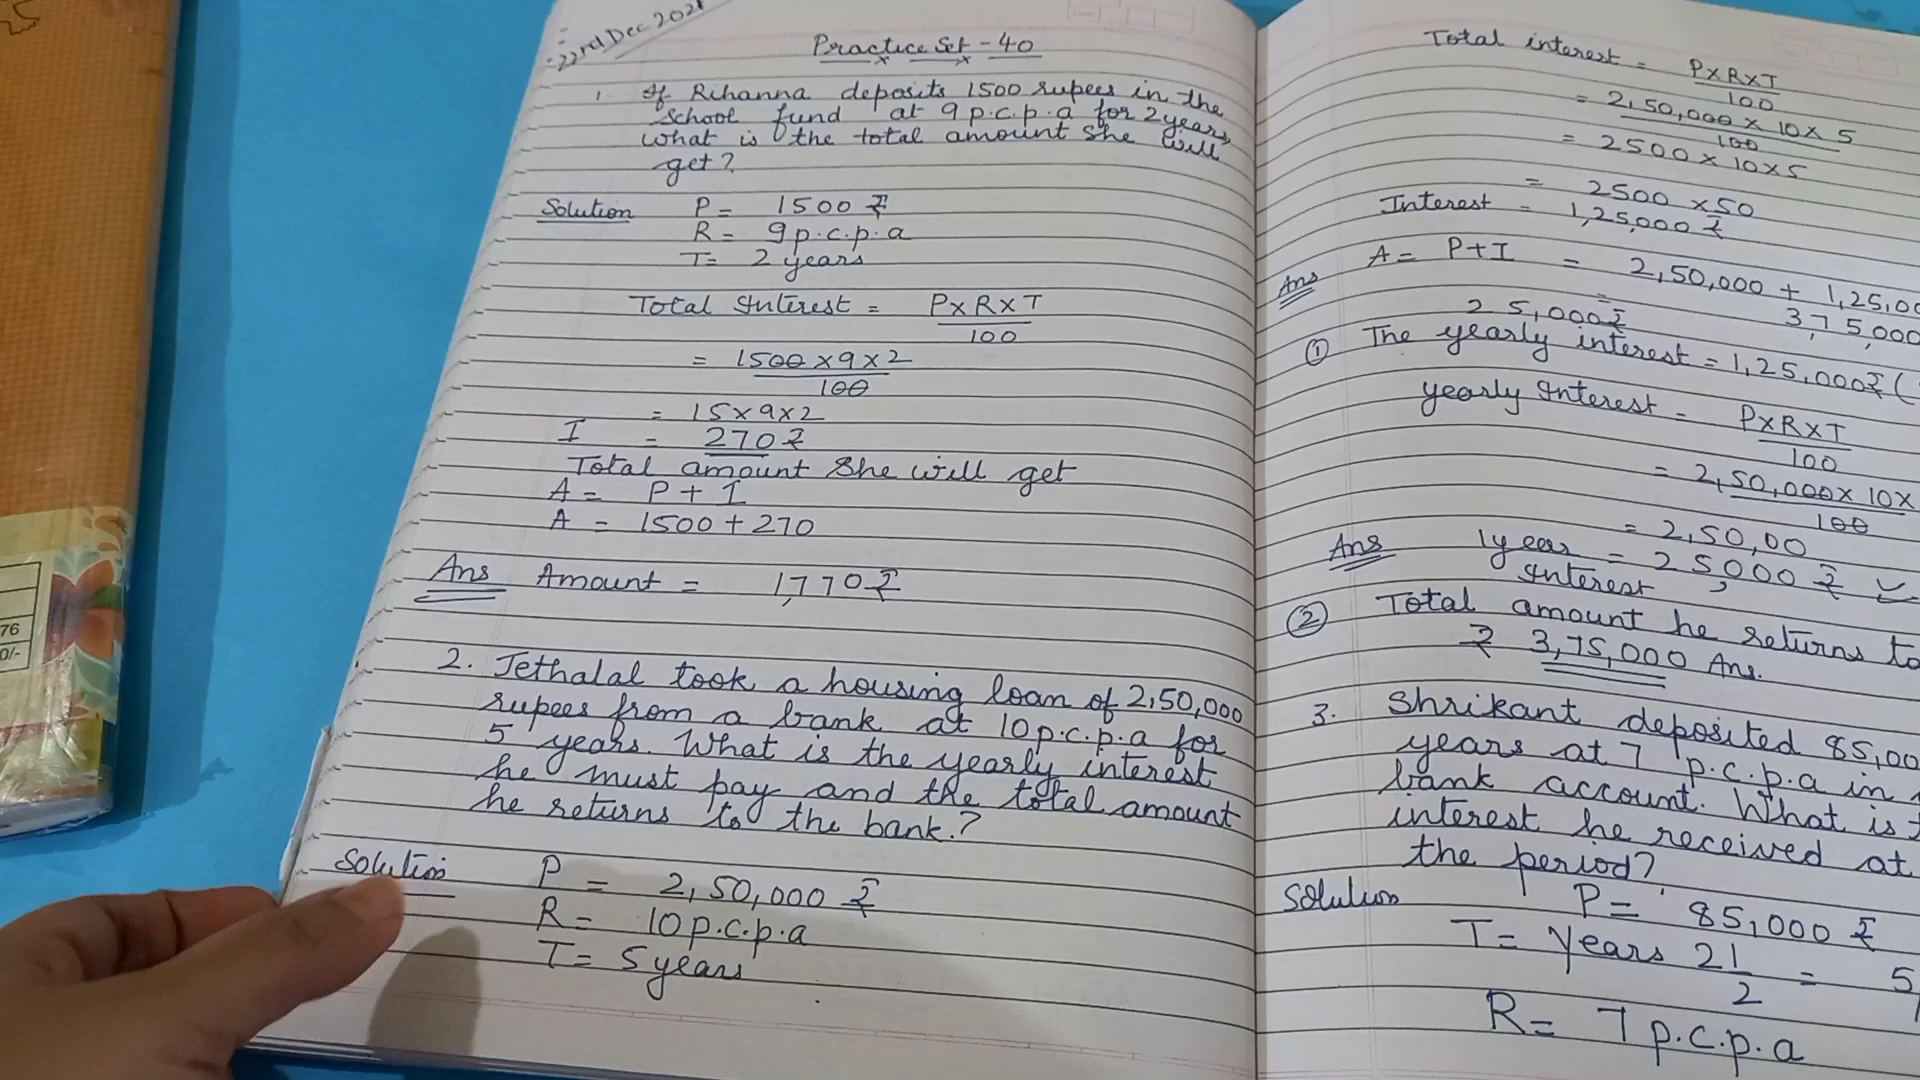 22nd Dec 2021
Practice Set - 40
1. If Rihanna deposits 1500 rupees in the
school fund at 9 p.c.p.a for 2 years,
what is the total amount she will
get?
Solution P = 1500 ₹
R = 9 p.c.p.a
T = 2 years
Total Interest = P×R×T
100
= 1500 × 9 × 2
100
= 15×9×2
I = 270 ₹
Total amount she will get
A = P + I
A = 1500 + 270
Ans Amount = 1,770 ₹
2. Jethalal took a housing loan of 2,50,000
rupees from a bank at 10 p.c.p.a for
5 years. What is the yearly interest
he must pay and the total amount
he returns to the bank.?
Solution P = 2,50,000 ₹
R = 10 p.c.p.a
T = 5 years
Total interest = P×R×T
100
= 2,50,000 × 10 × 5
100
= 2500 × 10×5
= 2500 × 50
Interest = 1,25,000 ₹
A = P+I = 2,50,000 + 1,25,00
Ans = 3,75,000
25,000₹
① The yearly interest = 1,25,000₹ (
yearly Interest = P×R×T
100
= 2,50,000× 10×
100
= 2,50,00
Ans 1year = 25,000 ₹
Interest
② Total amount he returns to
₹ 3,75,000 Ans.
3. Shrikant deposited 85,00
years at 7 p.c.p.a in
bank account. What is t
interest he received at
the period?
Solution P = 85,000 ₹
T = years 2 1/2 = 5
R = 7 p.c.p.a
76
0/-